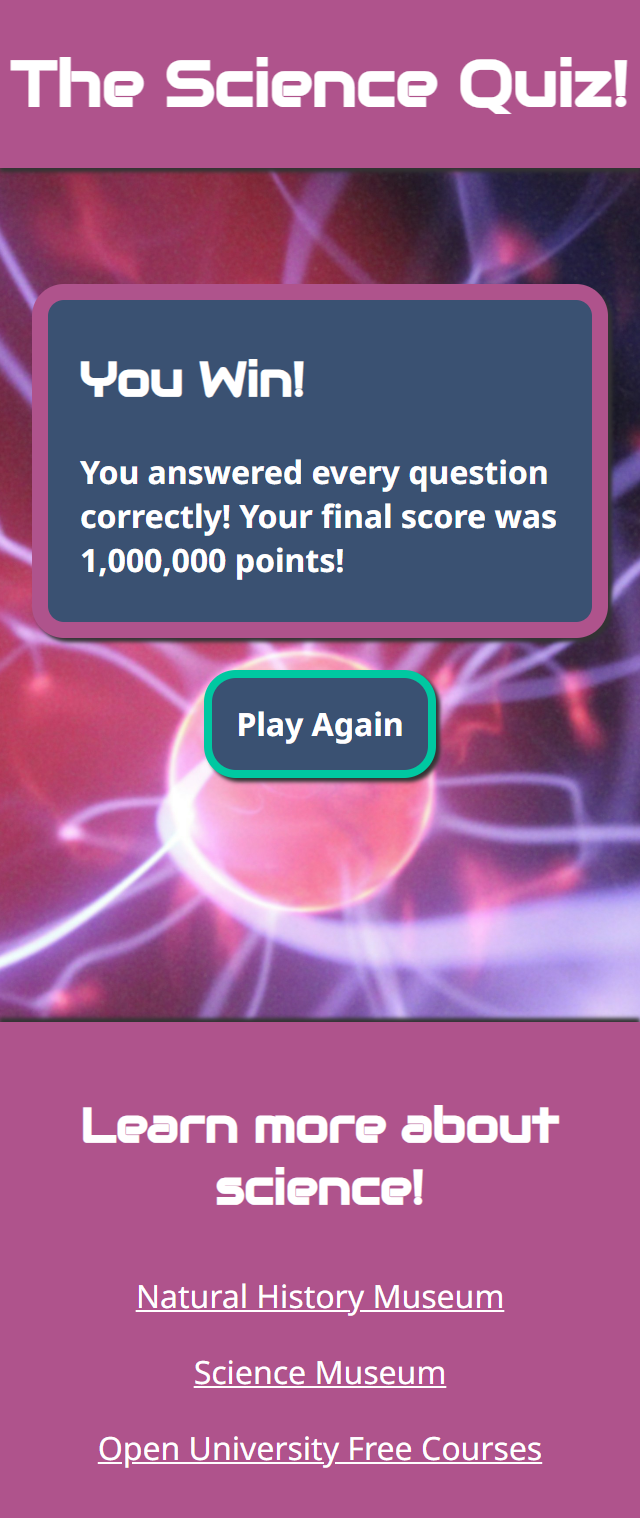 The Science Quiz!
You Win!
You answered every question
correctly! Your final score was
1,000,000 points!
Play Again
Learn more about
science!
Natural History Museum
Science Museum
Open University Free Courses